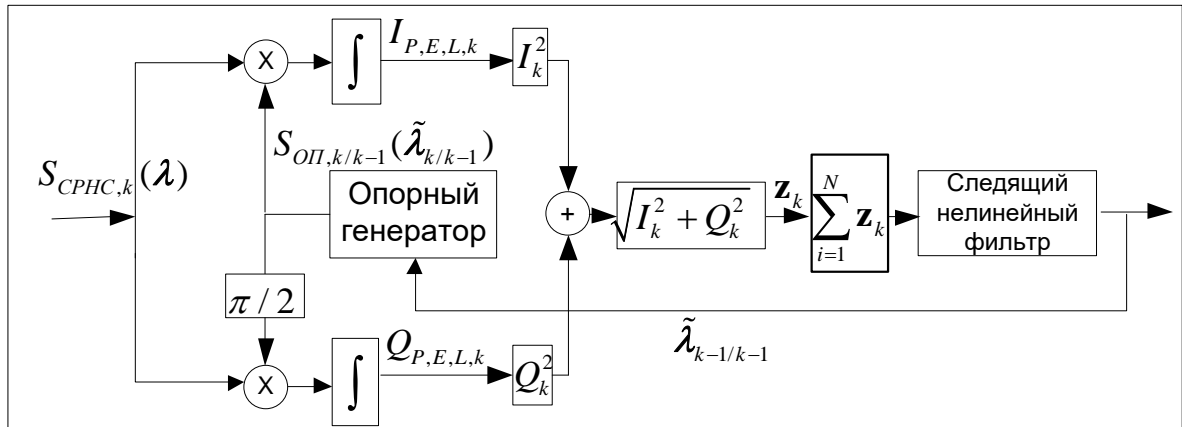 I_{P,E,L,k}
I_k^2
X
∫
S_{СРНС,k}(λ)
S_{ОП,k/k-1}(λ̃_{k/k-1})
Опорный
генератор
+
√(I_k^2 + Q_k^2)
z_k
∑_{i=1}^{N} z_k
Следящий
нелинейный
фильтр
π / 2
λ̃_{k-1/k-1}
X
∫
Q_{P,E,L,k}
Q_k^2